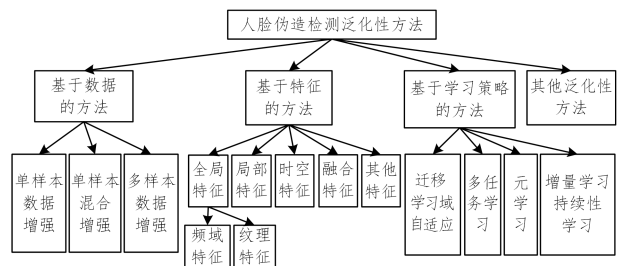 人脸伪造检测泛化性方法
基于数据
的方法
基于特征
的方法
基于学习策略
的方法
其他泛化性
方法
单样本
数据
增强
单样本
混合
增强
多样本
数据
增强
全局
特征
局部
特征
时空
特征
融合
特征
其他
特征
迁移
学习域
自适应
多任
务学
习
元
学
习
增量学习
持续性
学习
频域
特征
纹理
特征